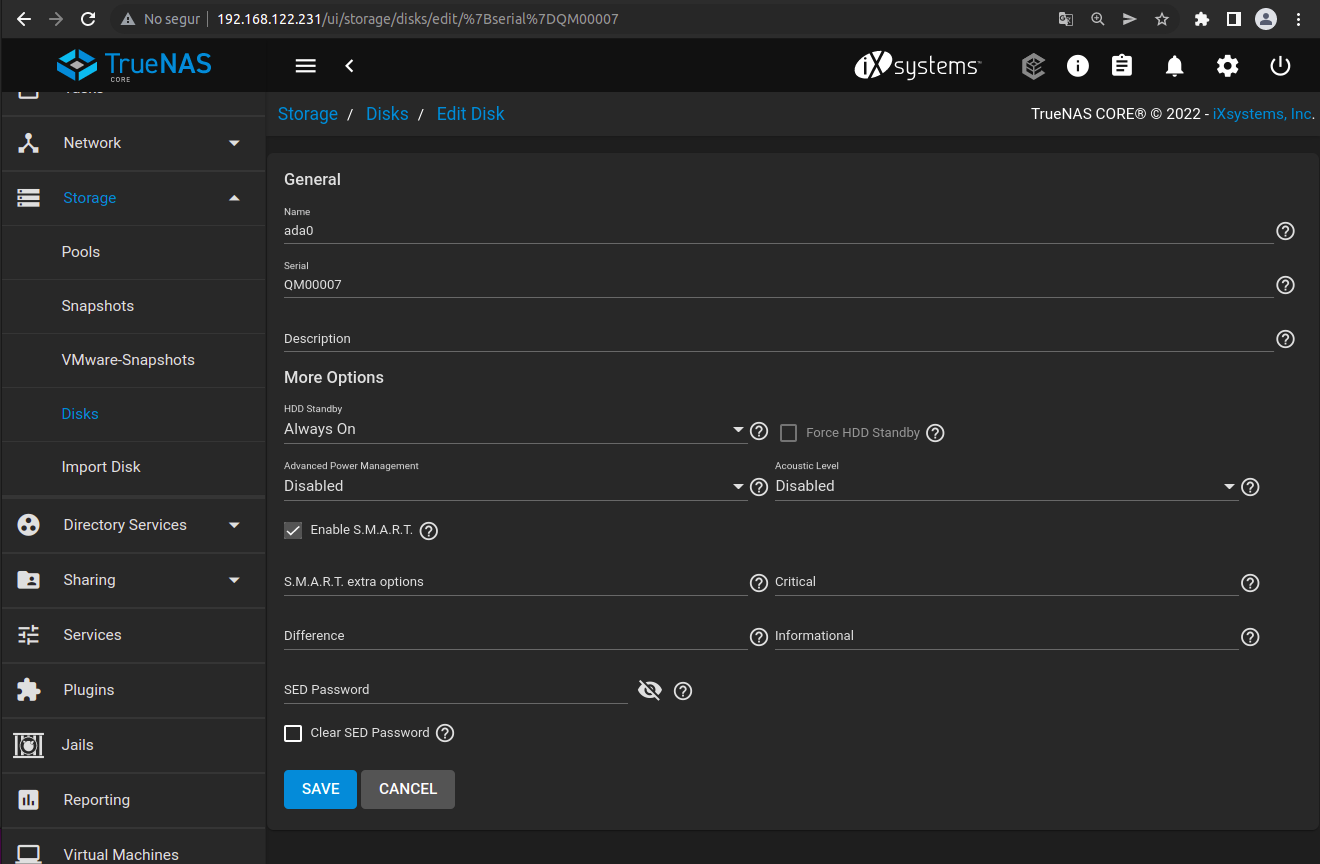 No segur
192.168.122.231/ui/storage/disks/edit/%7Bserial%7DQM00007
TrueNAS
CORE
iXsystems™
Tasks
Network
Storage
Pools
Snapshots
VMware-Snapshots
Disks
Import Disk
Directory Services
Sharing
Services
Plugins
Jails
Reporting
Virtual Machines
Storage / Disks / Edit Disk
TrueNAS CORE® © 2022 - iXsystems, Inc.
General
Name
ada0
Serial
QM00007
Description
More Options
HDD Standby
Always On
Force HDD Standby
Advanced Power Management
Disabled
Acoustic Level
Disabled
Enable S.M.A.R.T.
S.M.A.R.T. extra options
Critical
Difference
Informational
SED Password
Clear SED Password
SAVE
CANCEL